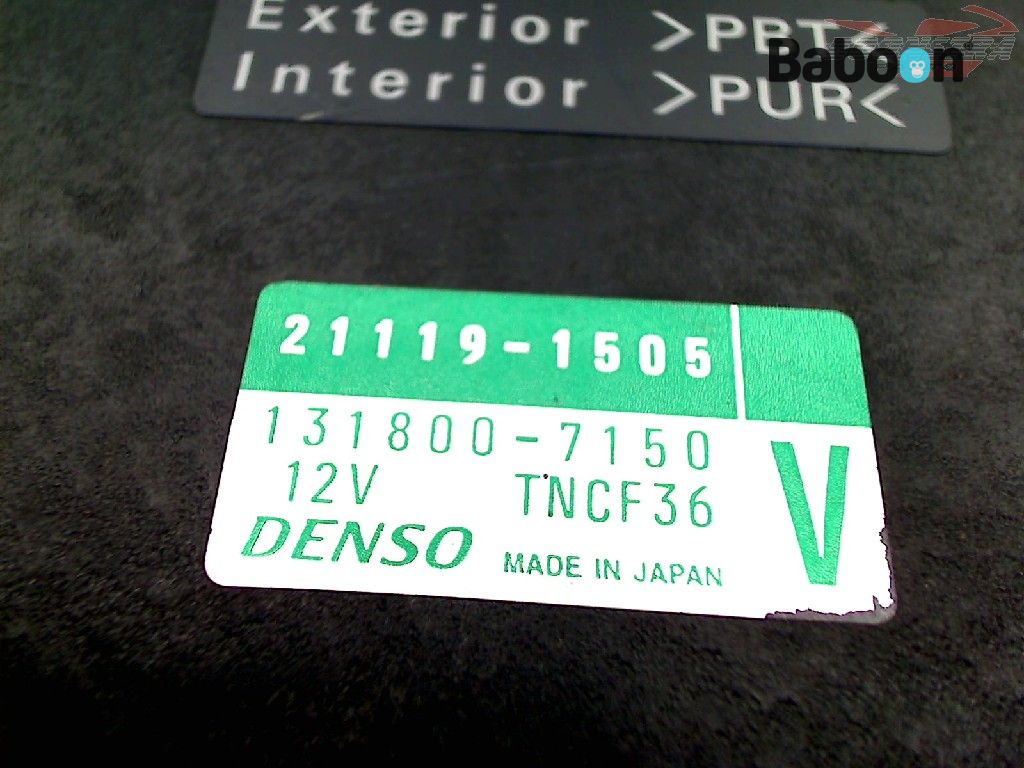 Exterior >PBT<
Baboon
Interior >PUR<
21119-1505
131800-7150
12V TNCF36
V
DENSO MADE IN JAPAN